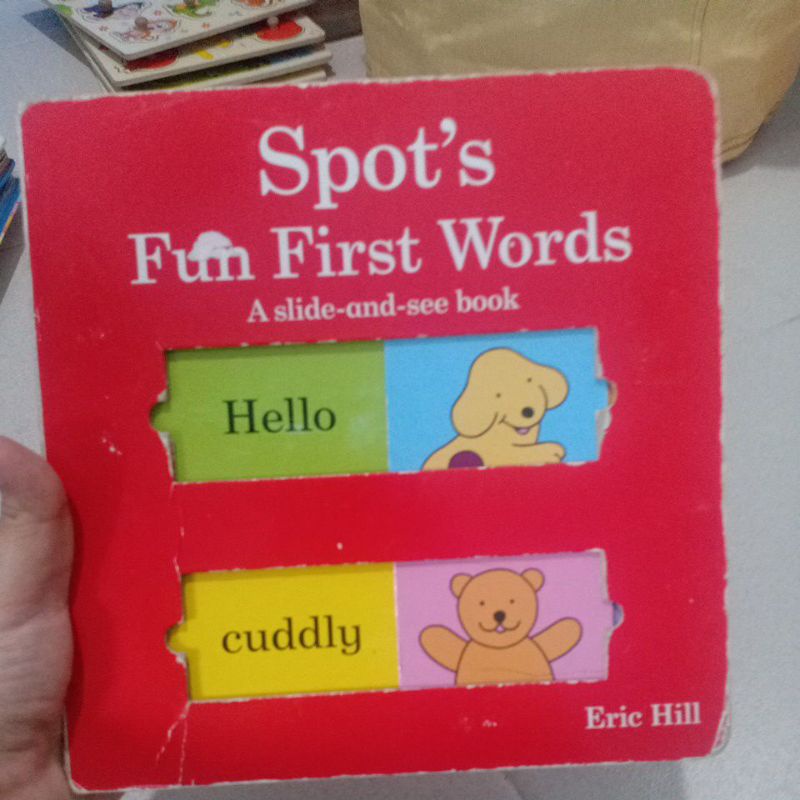 Spot's
Fun First Words
A slide-and-see book
Hello
cuddly
Eric Hill